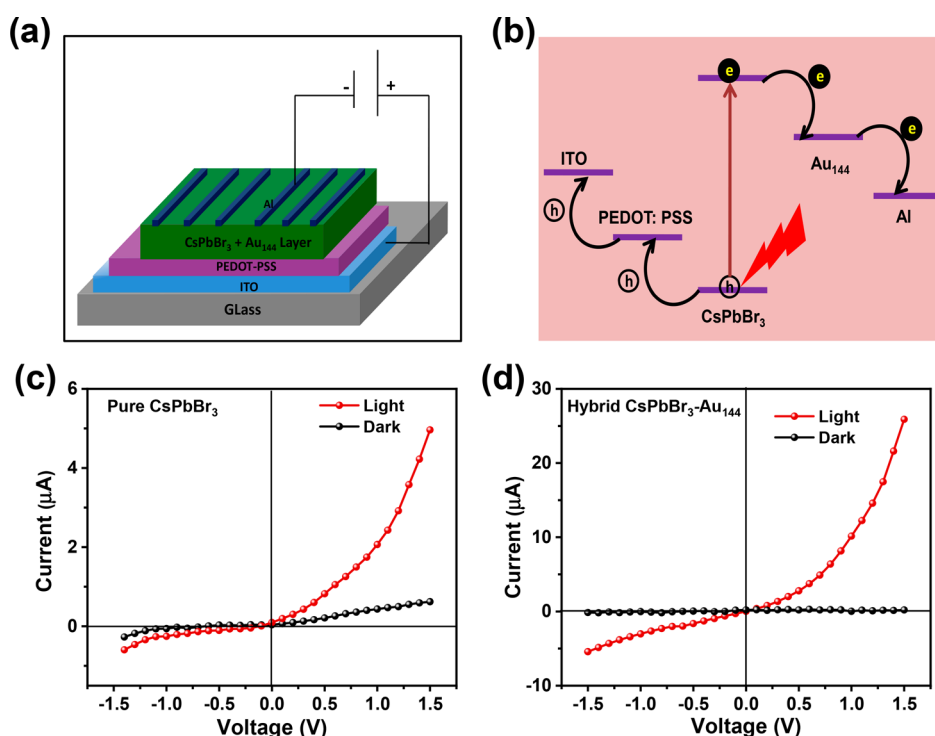 (a)
- +
Al
CsPbBr₃ + Au₁₄₄ Layer
PEDOT-PSS
ITO
GLass
(b)
e
e
e
Au₁₄₄
ITO
h
PEDOT: PSS
Al
h
h
CsPbBr₃
(c)
Pure CsPbBr₃
Light
Dark
6
4
2
0
Current (µA)
-1.5 -1.0 -0.5 0.0 0.5 1.0 1.5
Voltage (V)
(d)
Hybrid CsPbBr₃-Au₁₄₄
Light
Dark
30
20
10
0
-10
Current (µA)
-1.5 -1.0 -0.5 0.0 0.5 1.0 1.5
Voltage (V)